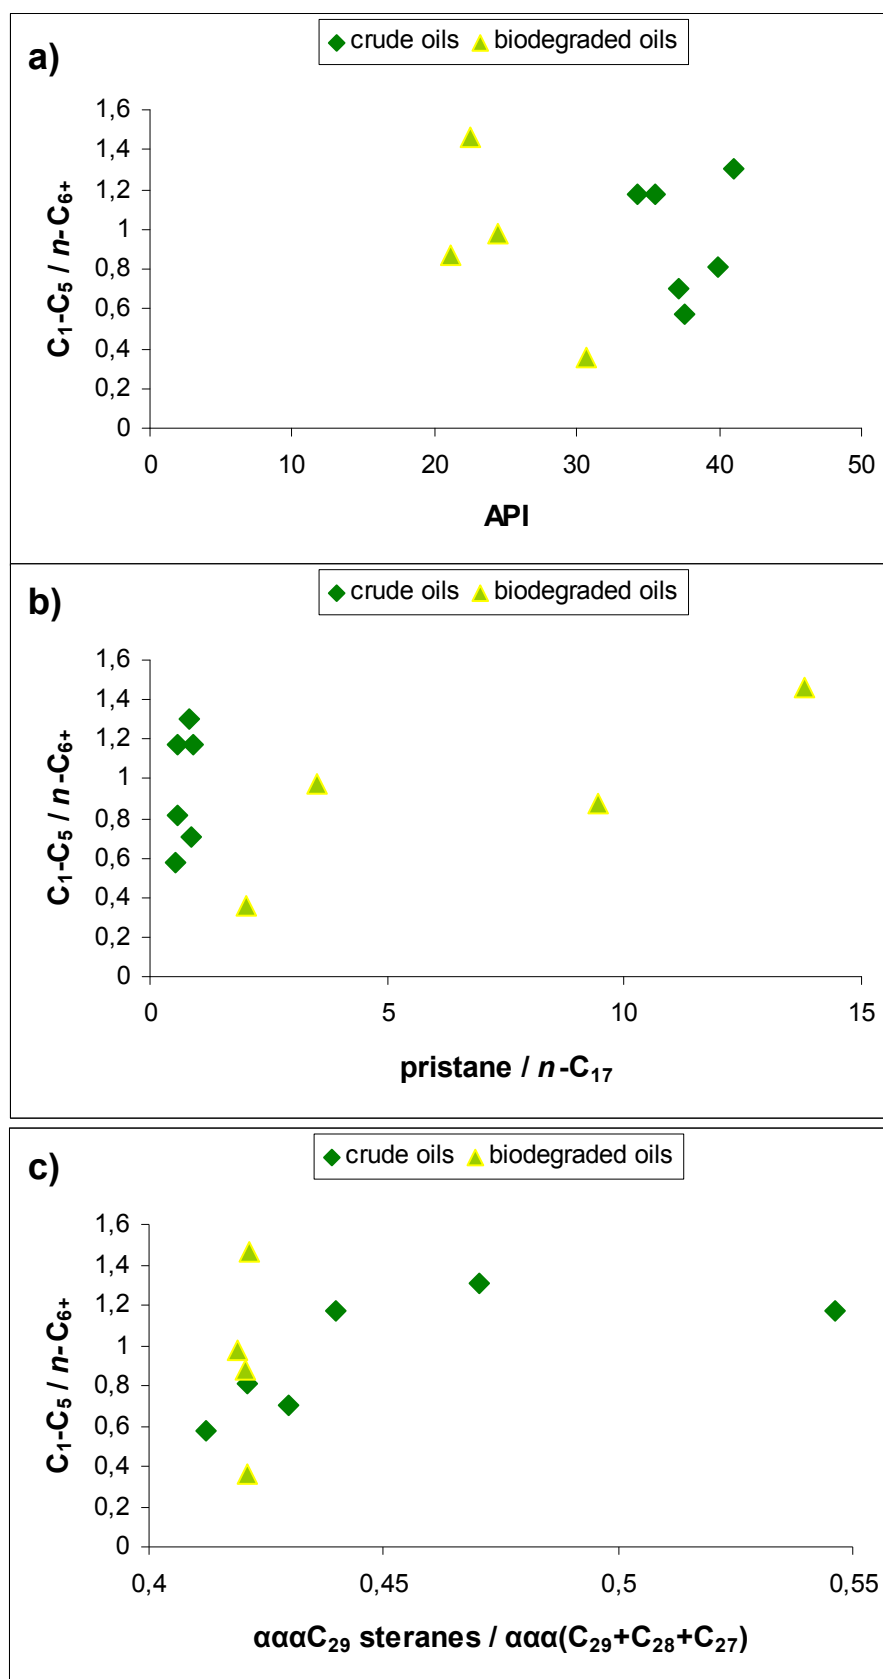 a)
crude oils biodegraded oils
C₁-C₅ / n-C₆₊
1,6
1,4
1,2
1
0,8
0,6
0,4
0,2
0
0 10 20 30 40 50
API
b)
crude oils biodegraded oils
C₁-C₅ / n-C₆₊
1,6
1,4
1,2
1
0,8
0,6
0,4
0,2
0
0 5 10 15
pristane / n-C₁₇
c)
crude oils biodegraded oils
C₁-C₅ / n-C₆₊
1,6
1,4
1,2
1
0,8
0,6
0,4
0,2
0
0,4 0,45 0,5 0,55
αααC₂₉ steranes / ααα(C₂₉+C₂₈+C₂₇)